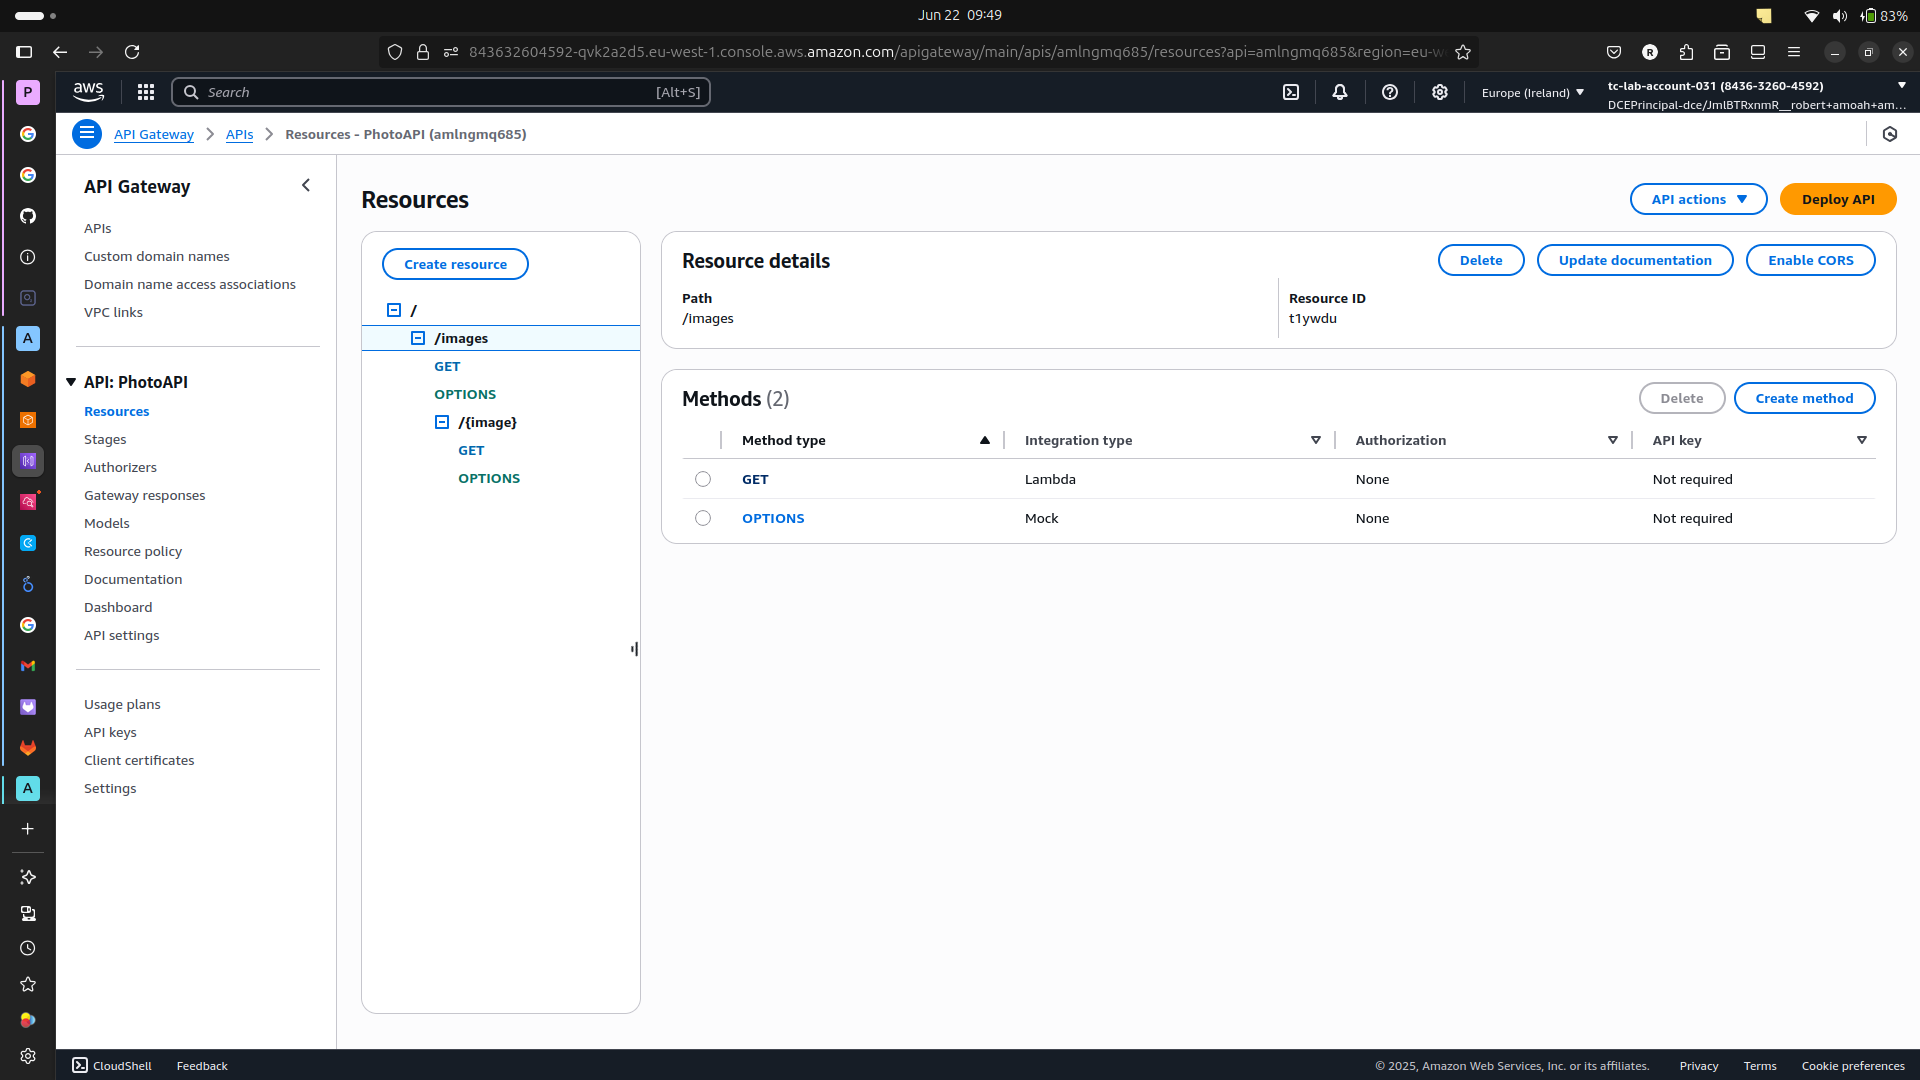 Jun 22 09:49
83%
843632604592-qvk2a2d5.eu-west-1.console.aws.amazon.com/apigateway/main/apis/amlngmq685/resources?api=amlngmq685&region=eu-w
aws
Search
[Alt+S]
Europe (Ireland)
tc-lab-account-031 (8436-3260-4592)
DCEPrincipal-dce/JmlBTRxnmR__robert+amoah+am...
API Gateway
APIs
Resources - PhotoAPI (amlngmq685)
API Gateway
APIs
Custom domain names
Domain name access associations
VPC links
API: PhotoAPI
Resources
Stages
Authorizers
Gateway responses
Models
Resource policy
Documentation
Dashboard
API settings
Usage plans
API keys
Client certificates
Settings
Resources
API actions
Deploy API
Create resource
/
/images
GET
OPTIONS
/{image}
GET
OPTIONS
Resource details
Delete
Update documentation
Enable CORS
Path
/images
Resource ID
t1ywdu
Methods (2)
Delete
Create method
Method type
Integration type
Authorization
API key
GET
Lambda
None
Not required
OPTIONS
Mock
None
Not required
P
A
A
R
CloudShell
Feedback
© 2025, Amazon Web Services, Inc. or its affiliates.
Privacy
Terms
Cookie preferences